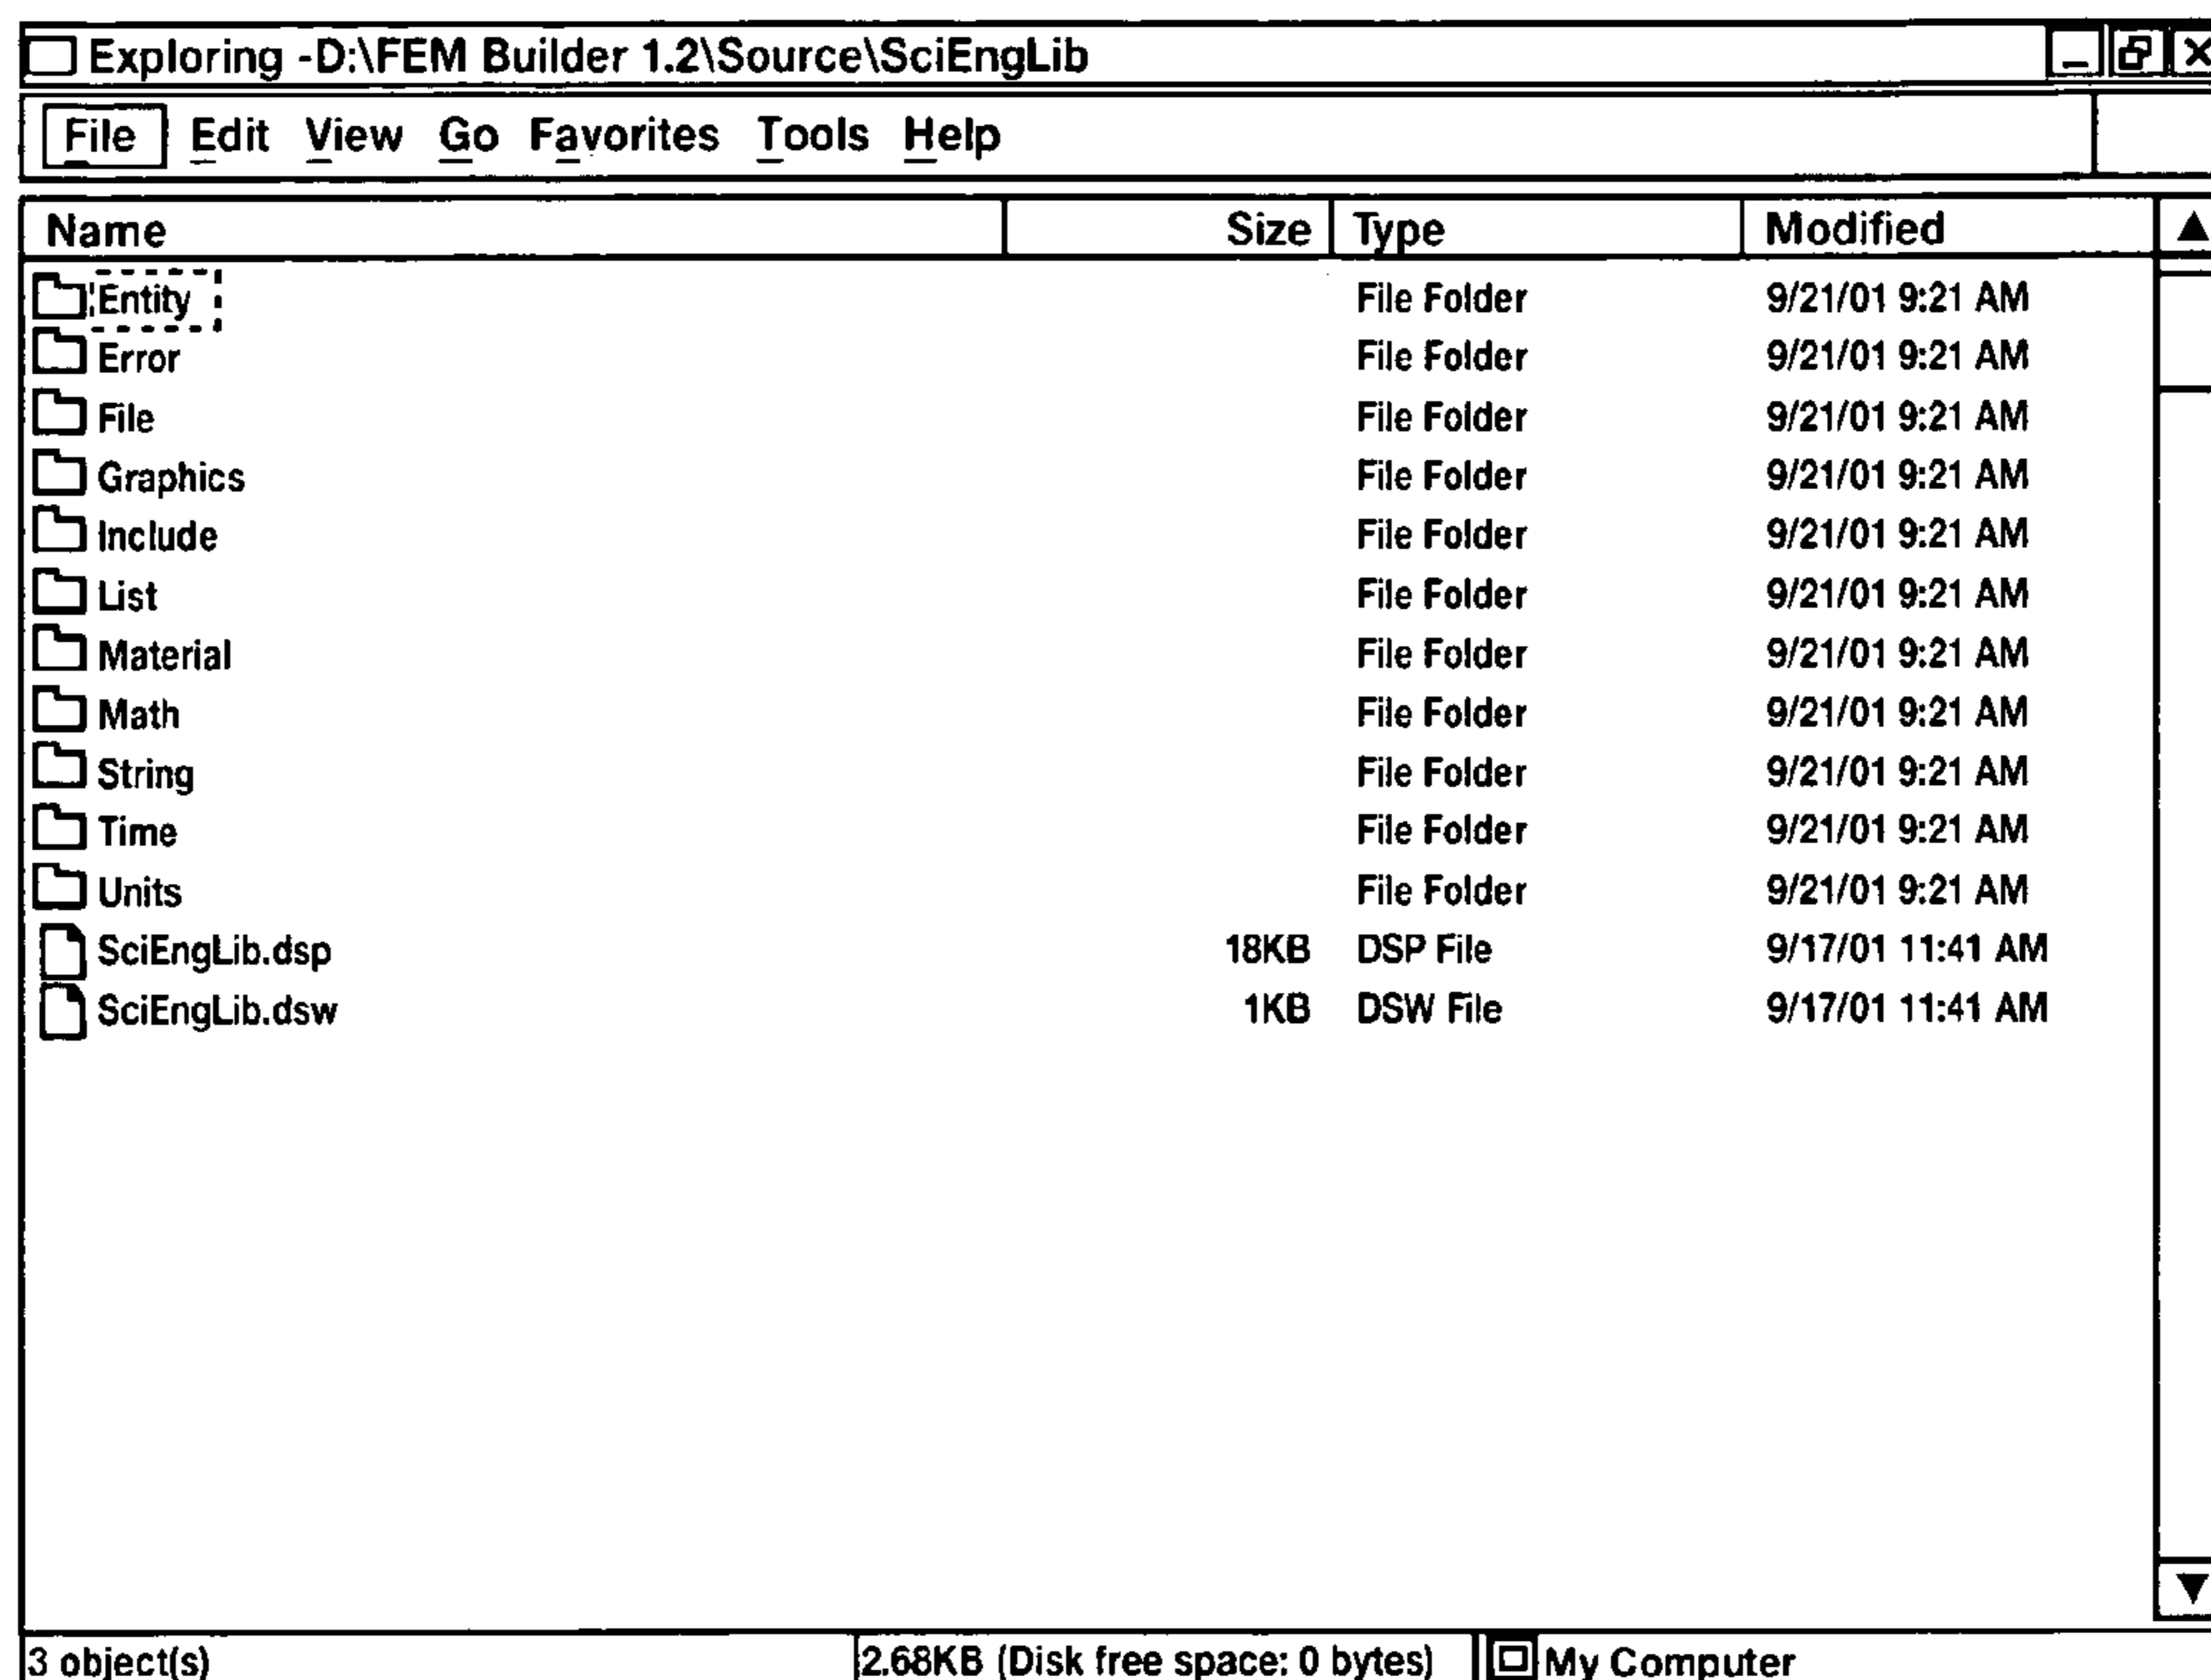 Exploring -D:\FEM Builder 1.2\Source\SciEngLib
File Edit View Go Favorites Tools Help
Name Size Type Modified
Entity File Folder 9/21/01 9:21 AM
Error File Folder 9/21/01 9:21 AM
File File Folder 9/21/01 9:21 AM
Graphics File Folder 9/21/01 9:21 AM
Include File Folder 9/21/01 9:21 AM
List File Folder 9/21/01 9:21 AM
Material File Folder 9/21/01 9:21 AM
Math File Folder 9/21/01 9:21 AM
String File Folder 9/21/01 9:21 AM
Time File Folder 9/21/01 9:21 AM
Units File Folder 9/21/01 9:21 AM
SciEngLib.dsp 18KB DSP File 9/17/01 11:41 AM
SciEngLib.dsw 1KB DSW File 9/17/01 11:41 AM
3 object(s) 2.68KB (Disk free space: 0 bytes) My Computer